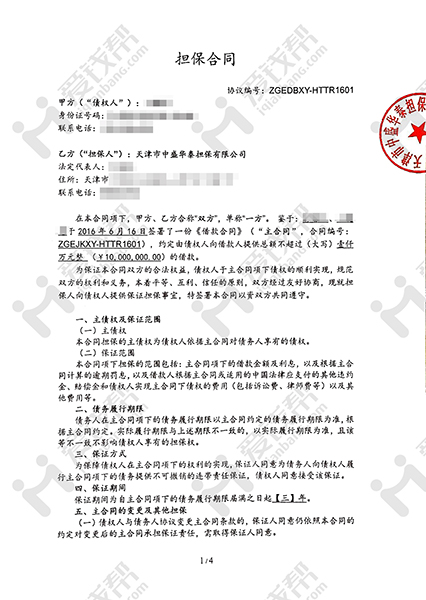 担保合同
协议编号：ZGEDBXY-HTTR1601
甲方（“债权人”）：
身份证号码：
联系电话：
乙方（“担保人”）：天津市中盛华泰担保有限公司
法定代表人：
住所：天津市
联系电话：
在本合同项下，甲方、乙方合称“双方”，单称“一方”。 鉴于：
于 2016 年 6 月 16 日签署了一份《借款合同》（“主合同”，合同编号：
ZGEJKXY-HTTR1601），约定由债权人向借款人提供总额不超过（大写）壹仟
万元整 （￥10,000,000.00）的借款。
为保证本合同双方的合法权益，债权人于主合同项下债权的顺利实现，规范
双方的权利和义务，本着平等、互利、信任的原则，双方经过友好协商，现就担
保人向债权人提供保证担保事宜，特签署本合同以资双方共同遵守。
一、主债权及保证范围
（一）主债权
本合同担保的主债权为债权人依据主合同对债务人享有的债权。
（二）保证范围
本合同项下担保的范围包括：主合同项下的借款金额及利息，以及根据主合
同计算的逾期罚息，以及借款人根据主合同及适用的中国法律应支付的其他违约
金、赔偿金和债权人实现主合同下债权的费用（包括诉讼费、律师费等）以及其
他费用等。
二、债务履行期限
债务人在主合同项下的债务履行期限以主合同约定的债务履行期限为准，根
据主合同约定。实际履行期限与上述期限不一致的，以实际履行期限为准，且该
等不一致不影响债权人享有的担保权。
三、保证方式
为保障债权人在主合同项下的权利的实现，保证人同意为债务人向债权人履
行主合同项下的债务提供不可撤销的连带责任保证，债权人同意接受该保证。
四、保证期间
保证期间为自主合同项下的债务履行期限届满之日起【三】年。
五、主合同的变更及其他担保
（一）债权人与债务人协议变更主合同条款的，保证人同意仍依照本合同的
约定对变更后的主合同承担保证责任，需取得保证人同意。
1 / 4
天津市中盛华泰担保
爱钱帮
iqianbang.com